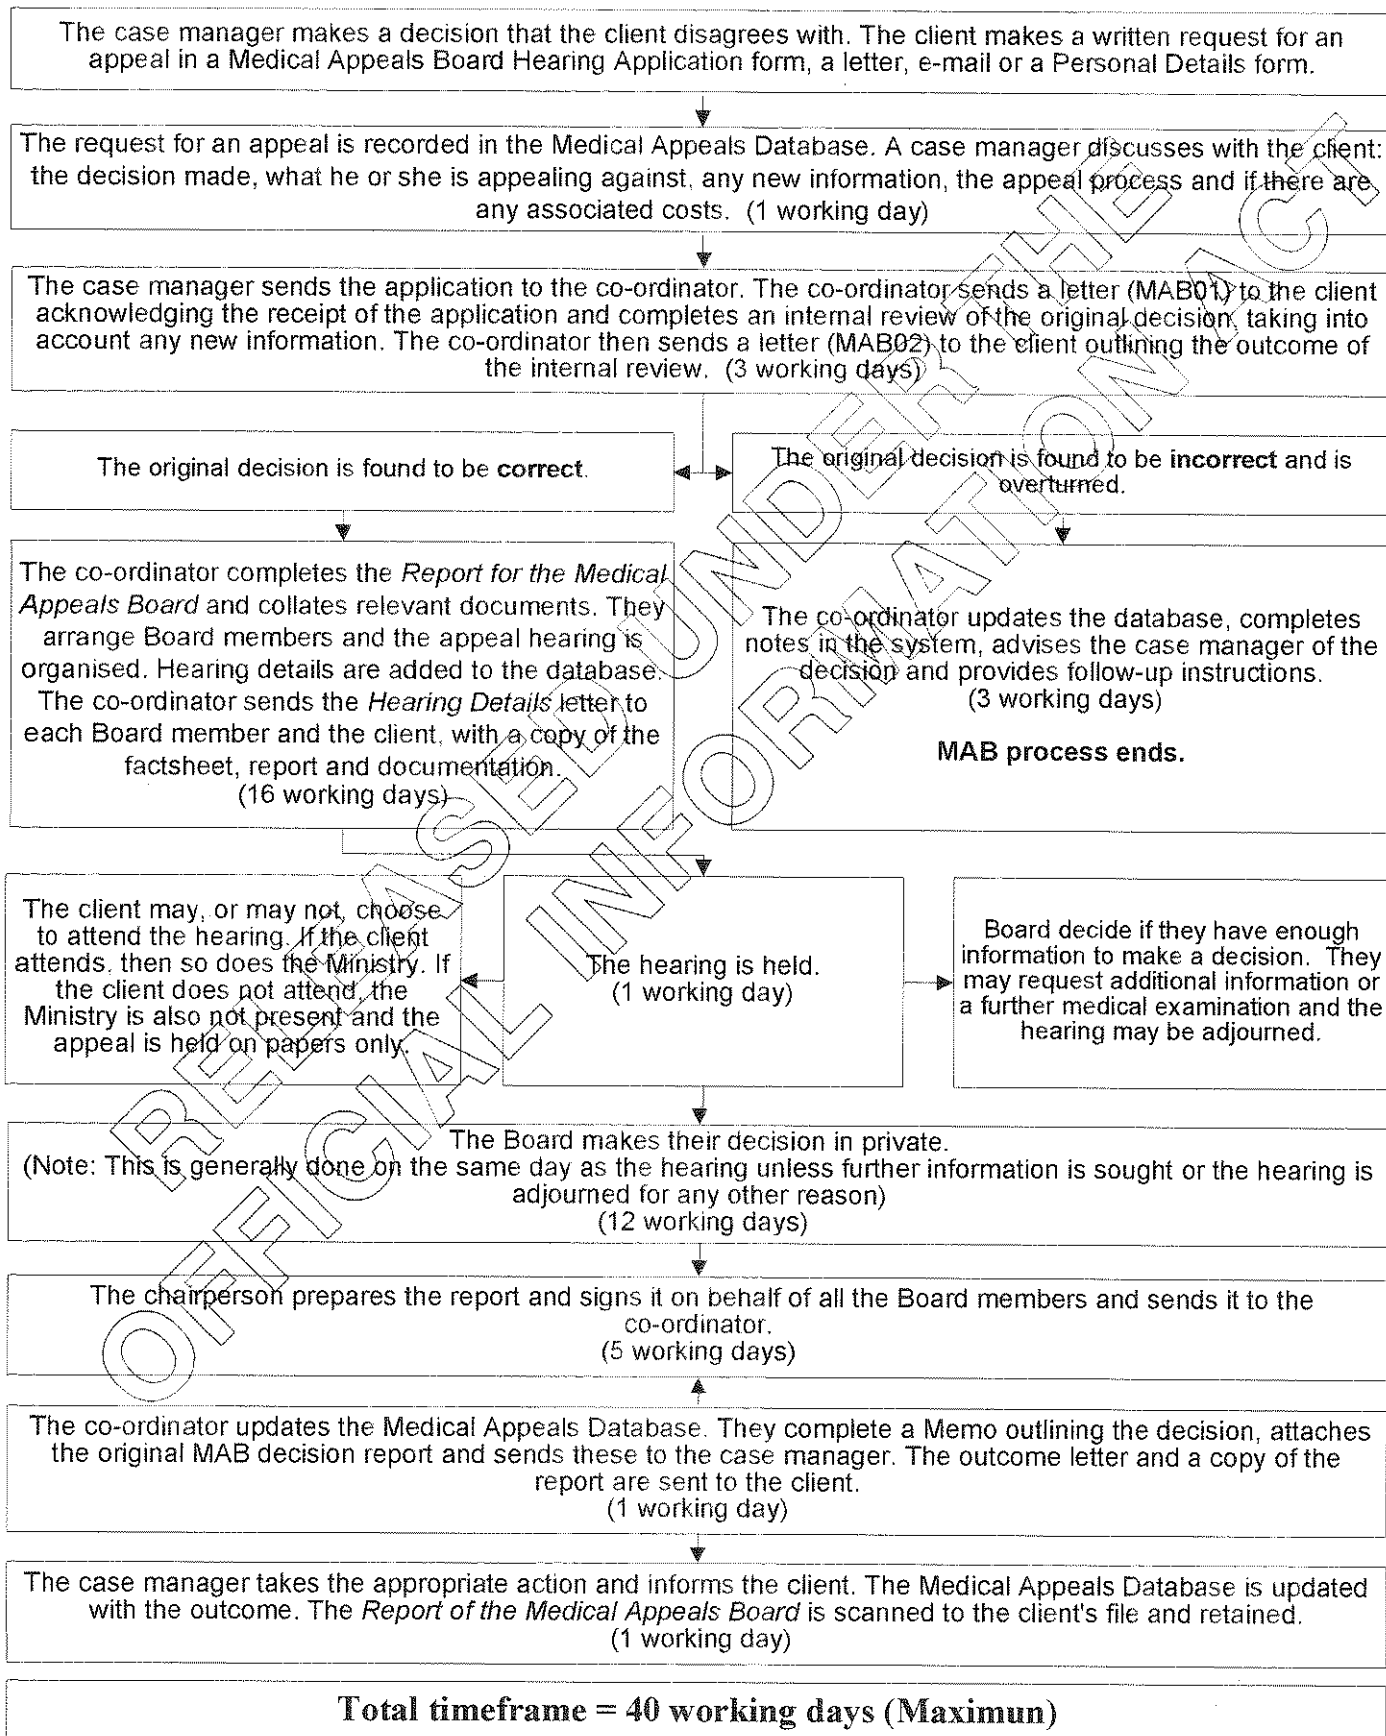 The case manager makes a decision that the client disagrees with. The client makes a written request for an
appeal in a Medical Appeals Board Hearing Application form, a letter, e-mail or a Personal Details form.
The request for an appeal is recorded in the Medical Appeals Database. A case manager discusses with the client:
the decision made, what he or she is appealing against, any new information, the appeal process and if there are
any associated costs. (1 working day)
The case manager sends the application to the co-ordinator. The co-ordinator sends a letter (MAB01) to the client
acknowledging the receipt of the application and completes an internal review of the original decision, taking into
account any new information. The co-ordinator then sends a letter (MAB02) to the client outlining the outcome of
the internal review. (3 working days)
The original decision is found to be correct.
The original decision is found to be incorrect and is
overturned.
The co-ordinator completes the Report for the Medical
Appeals Board and collates relevant documents. They
arrange Board members and the appeal hearing is
organised. Hearing details are added to the database.
The co-ordinator sends the Hearing Details letter to
each Board member and the client, with a copy of the
factsheet, report and documentation.
(16 working days)
The co-ordinator updates the database, completes
notes in the system, advises the case manager of the
decision and provides follow-up instructions.
(3 working days)
MAB process ends.
The client may, or may not, choose
to attend the hearing. If the client
attends, then so does the Ministry. If
the client does not attend, the
Ministry is also not present and the
appeal is held on papers only.
The hearing is held.
(1 working day)
Board decide if they have enough
information to make a decision. They
may request additional information or
a further medical examination and the
hearing may be adjourned.
The Board makes their decision in private.
(Note: This is generally done on the same day as the hearing unless further information is sought or the hearing is
adjourned for any other reason)
(12 working days)
The chairperson prepares the report and signs it on behalf of all the Board members and sends it to the
co-ordinator.
(5 working days)
The co-ordinator updates the Medical Appeals Database. They complete a Memo outlining the decision, attaches
the original MAB decision report and sends these to the case manager. The outcome letter and a copy of the
report are sent to the client.
(1 working day)
The case manager takes the appropriate action and informs the client. The Medical Appeals Database is updated
with the outcome. The Report of the Medical Appeals Board is scanned to the client's file and retained.
(1 working day)
Total timeframe = 40 working days (Maximun)
RELEASED UNDER THE
OFFICIAL INFORMATION ACT